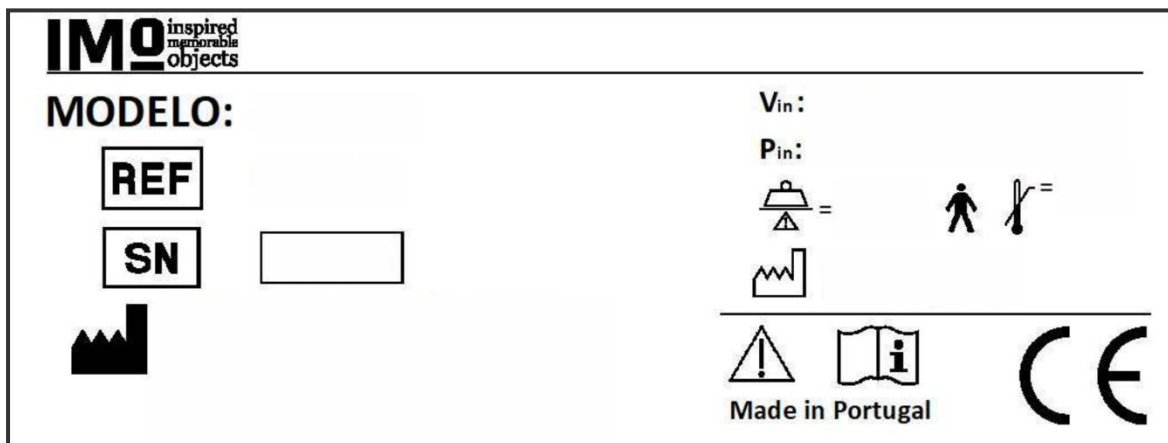 IMO inspired
memorable
objects
MODELO:
REF
SN
Vin:
Pin:
=
=
Made in Portugal
CE